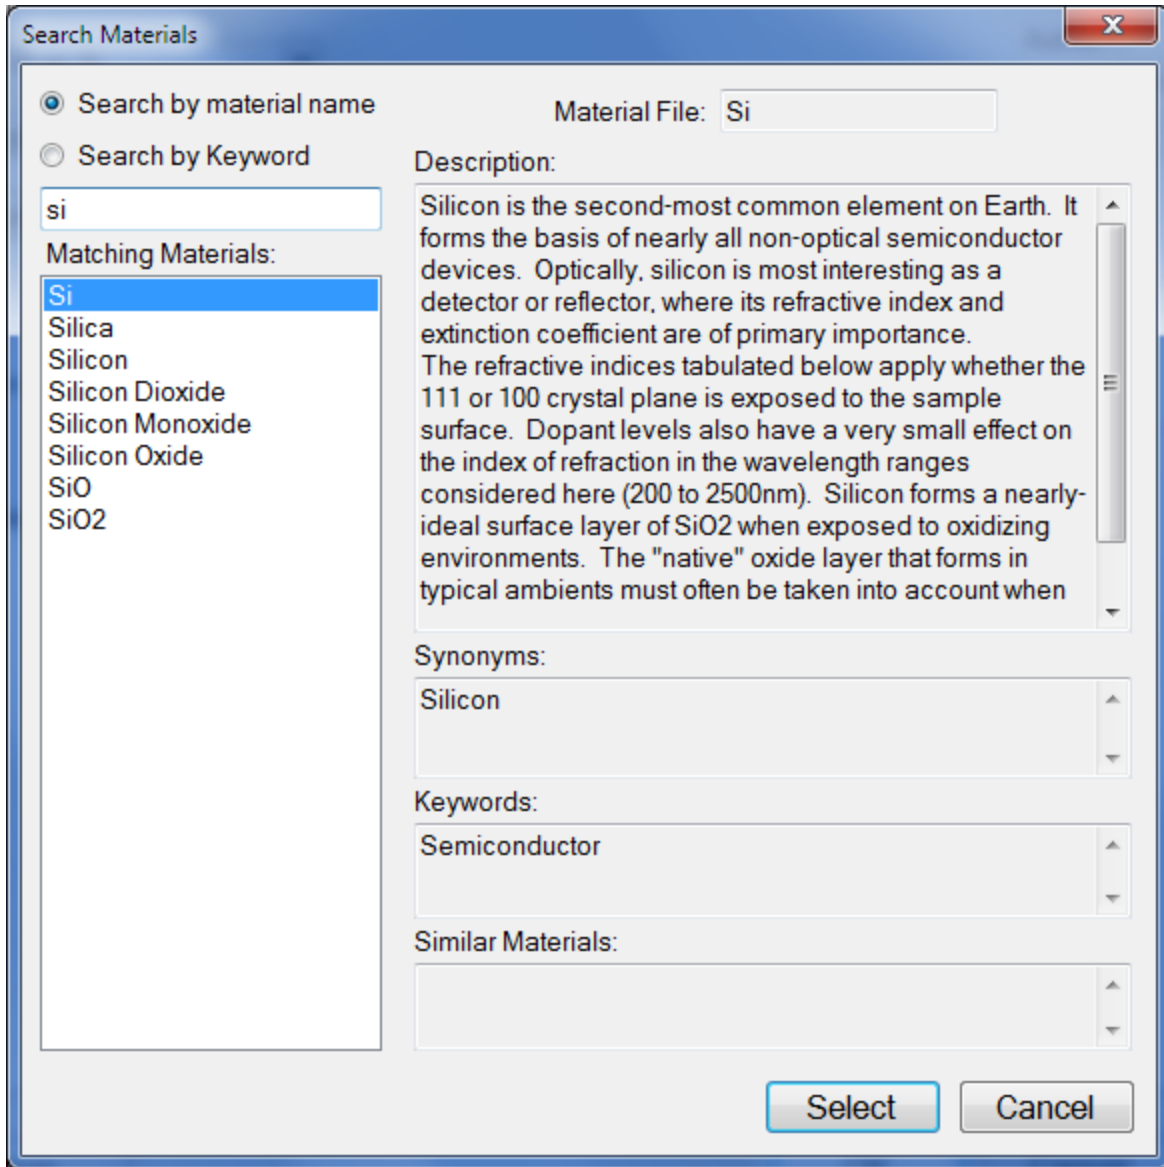 Search Materials
Search by material name
Search by Keyword
si
Matching Materials:
Si
Silica
Silicon
Silicon Dioxide
Silicon Monoxide
Silicon Oxide
SiO
SiO2
Material File: Si
Description:
Silicon is the second-most common element on Earth.  It
forms the basis of nearly all non-optical semiconductor
devices.  Optically, silicon is most interesting as a
detector or reflector, where its refractive index and
extinction coefficient are of primary importance.
The refractive indices tabulated below apply whether the
111 or 100 crystal plane is exposed to the sample
surface.  Dopant levels also have a very small effect on
the index of refraction in the wavelength ranges
considered here (200 to 2500nm).  Silicon forms a nearly-
ideal surface layer of SiO2 when exposed to oxidizing
environments.  The "native" oxide layer that forms in
typical ambients must often be taken into account when
Synonyms:
Silicon
Keywords:
Semiconductor
Similar Materials:
Select
Cancel